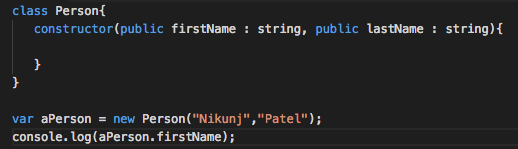 class Person{
constructor(public firstName : string, public lastName : string){
}
}
var aPerson = new Person("Nikunj","Patel");
console.log(aPerson.firstName);